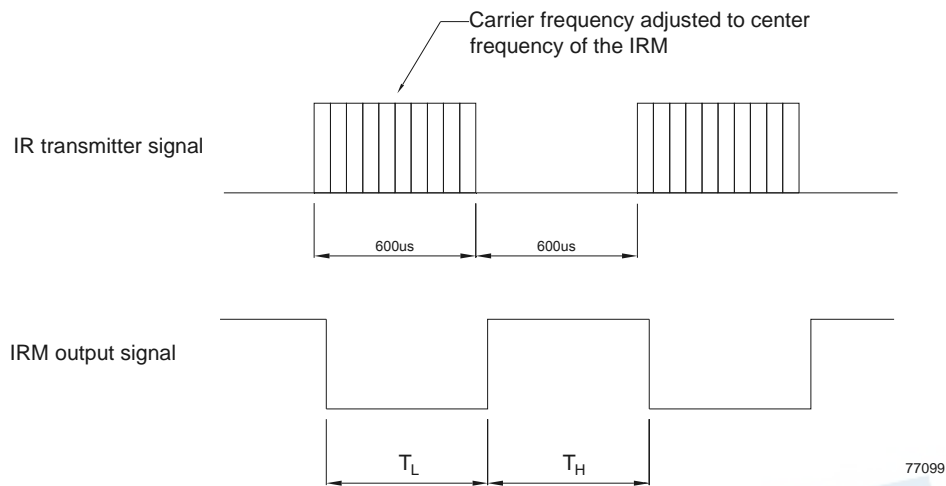 Carrier frequency adjusted to center
frequency of the IRM
IR transmitter signal
600us 600us
IRM output signal
TL TH
77099